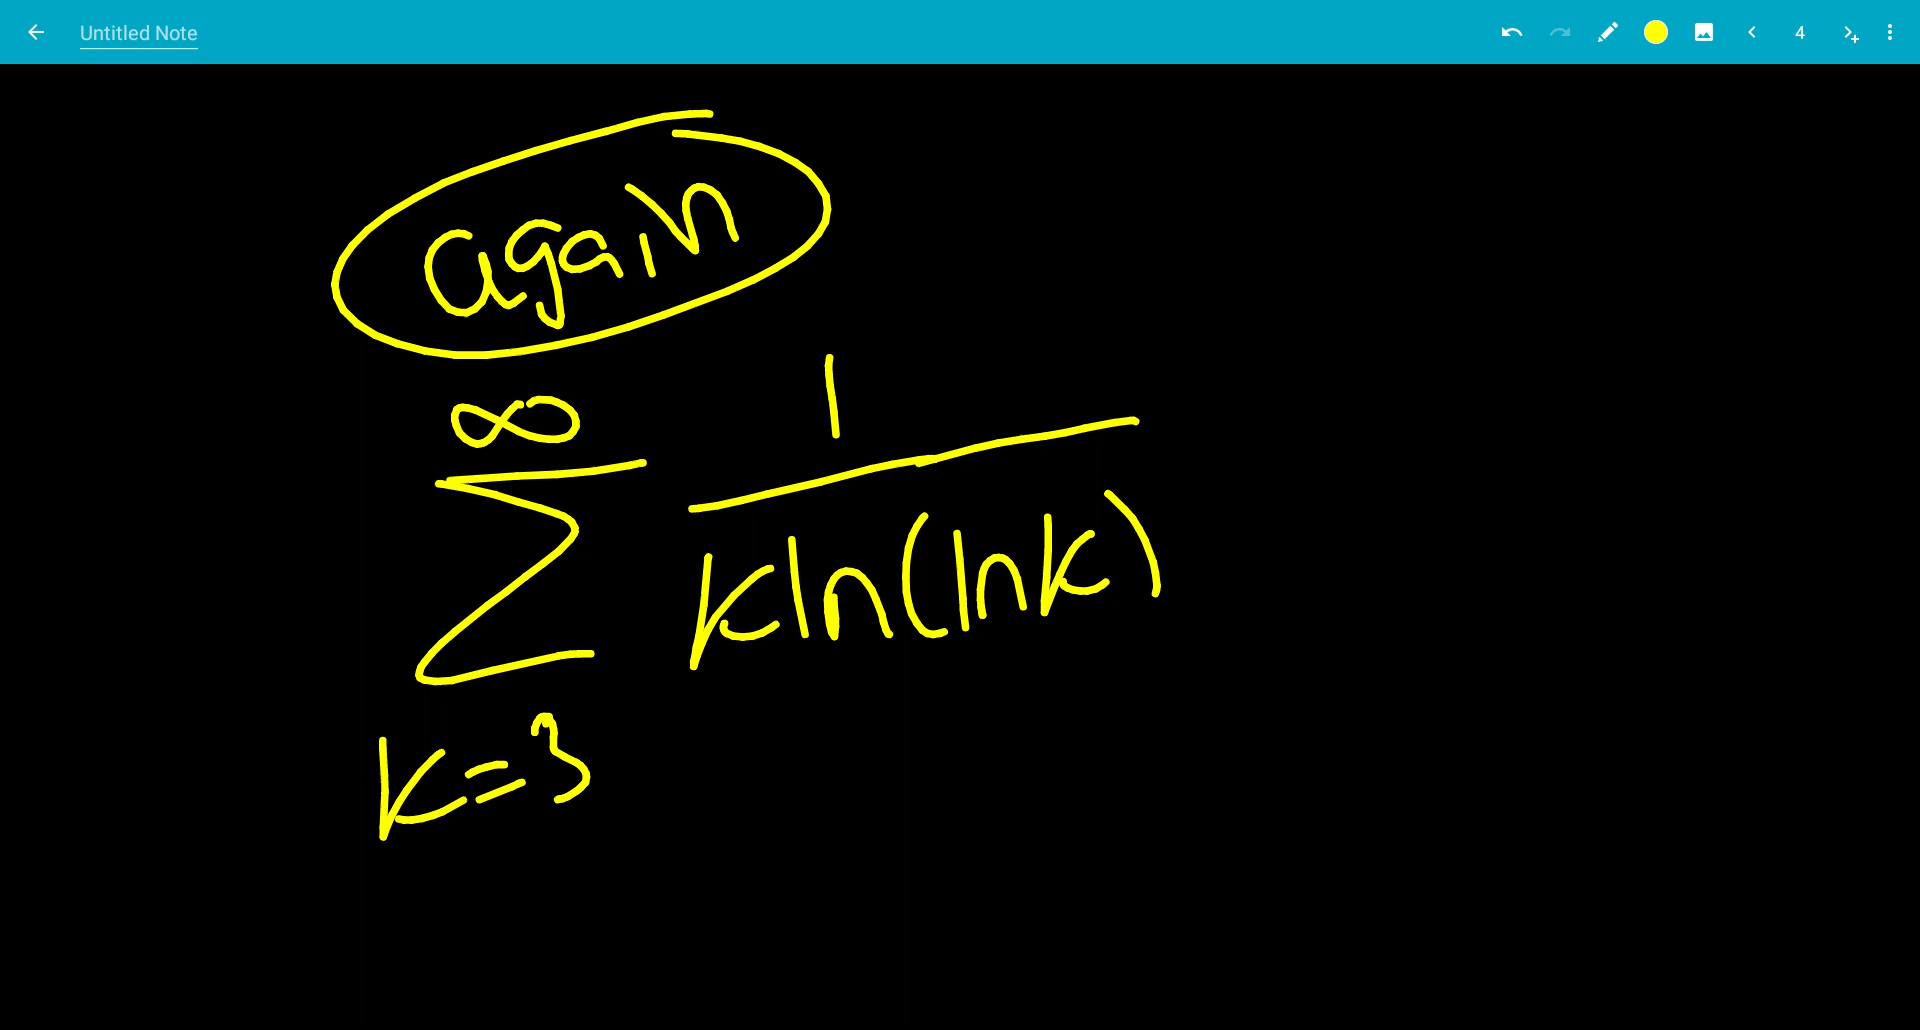 Untitled Note
4
again
∞
∑ 1/(k ln(ln k))
k=3